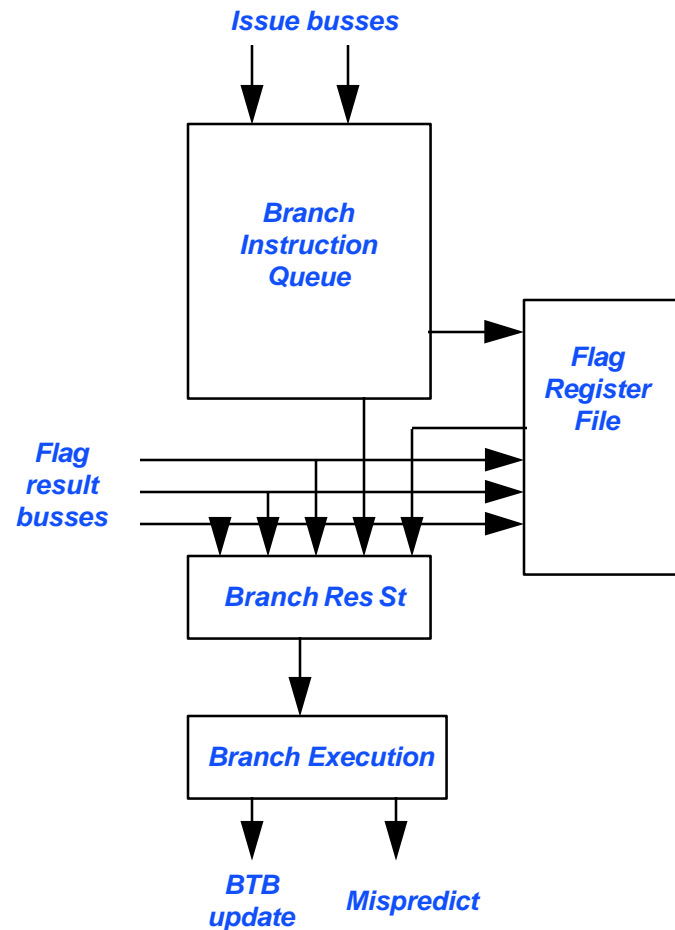 Issue busses
Branch
Instruction
Queue
Flag
Register
File
Flag
result
busses
Branch Res St
Branch Execution
BTB
update
Mispredict